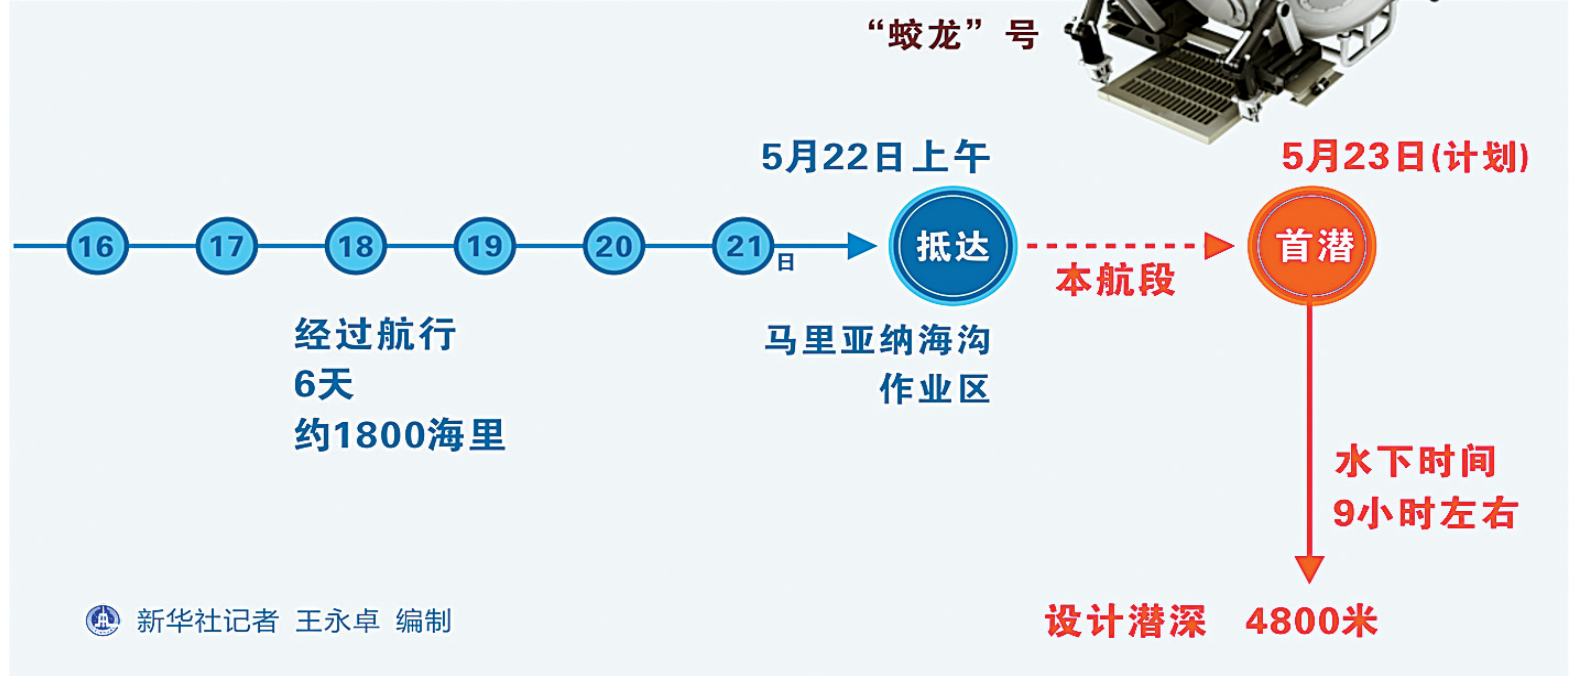 “蛟龙”号
5月22日上午
5月23日(计划)
16
17
18
19
20
21
日
抵达
本航段
首潜
经过航行
6天
约1800海里
马里亚纳海沟
作业区
水下时间
9小时左右
新华社记者 王永卓 编制
设计潜深 4800米